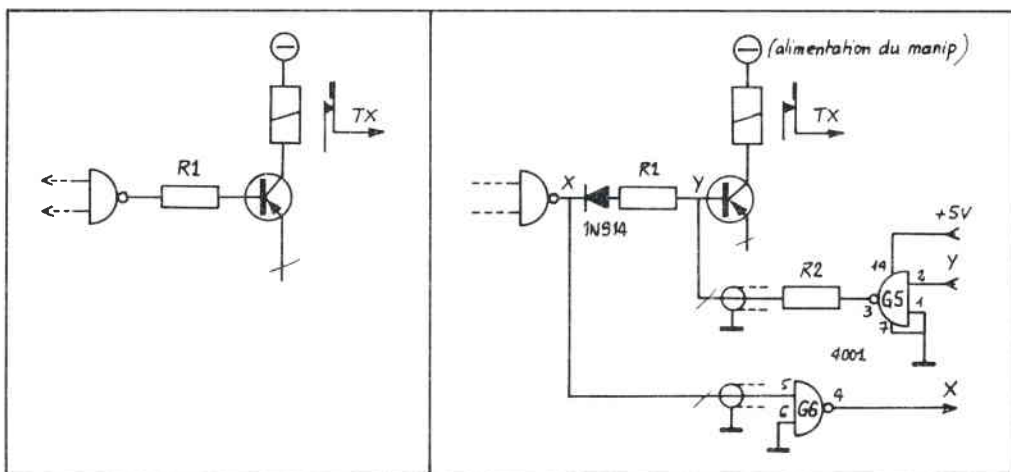 TX
R1
(alimentation du manip)
TX
R1
X
Y
1N914
+5V
14
Y
R2
2
G5
3
1
7
4001
X
5
4
G6
6